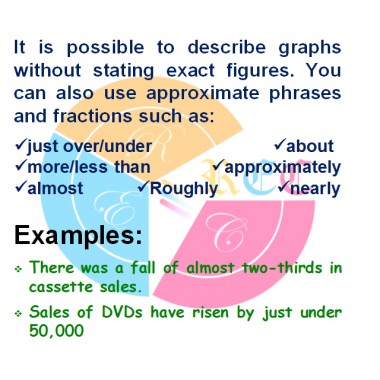 It is possible to describe graphs
without stating exact figures. You
can also use approximate phrases
and fractions such as:
✓just over/under ✓about
✓more/less than ✓approximately
✓almost ✓Roughly ✓nearly
Examples:
❖ There was a fall of almost two-thirds in
cassette sales.
❖ Sales of DVDs have risen by just under
50,000
R
E
C
REC